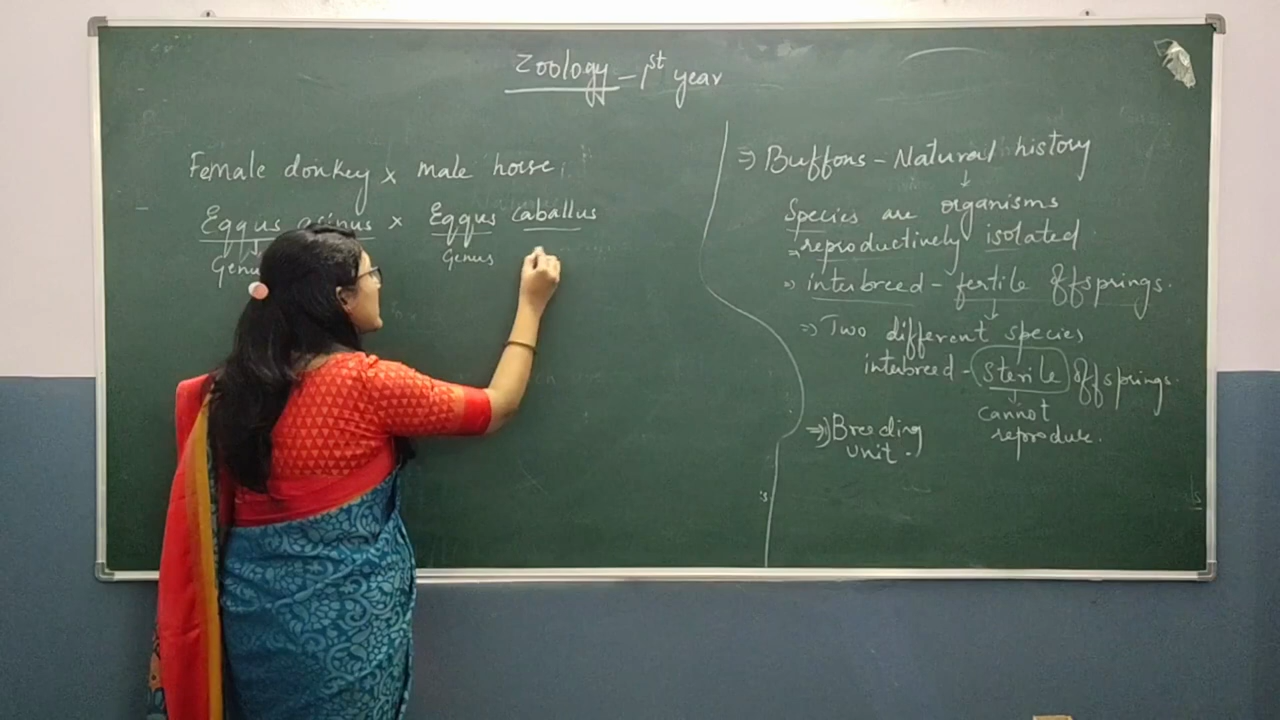 Zoology - 1st year
Female donkey x male horse
Eqqus asinus x Eqqus caballus
Genus
⇒ Buffons - Natural history
↓
Species are organisms
→ reproductively isolated
⇒ interbreed - fertile offsprings.
↓
⇒ Two different species
interbreed - sterile offsprings.
↓
cannot
reproduce.
⇒ Breeding
unit.